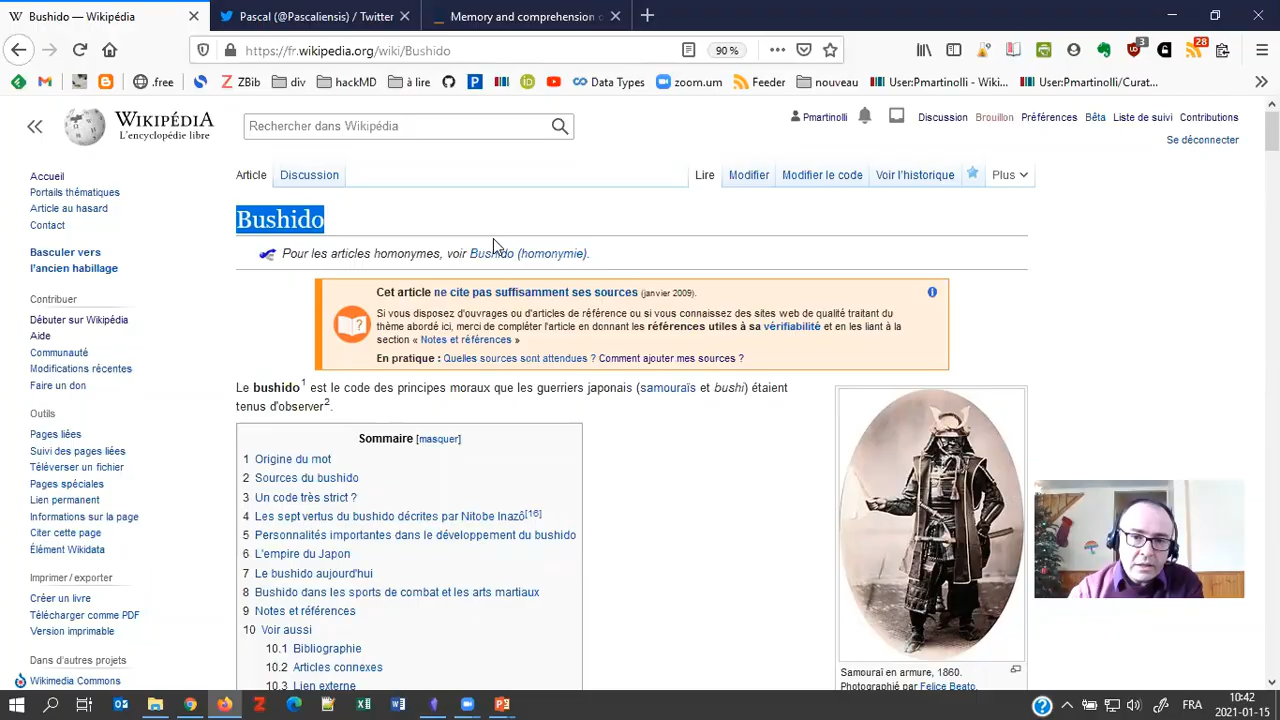 Bushido — Wikipédia
Pascal (@Pascaliensis) / Twitter
Memory and comprehension
https://fr.wikipedia.org/wiki/Bushido
90 %
3
28
.free
ZBib
div
hackMD
à lire
Data Types
zoom.um
Feeder
nouveau
User:Pmartinolli - Wiki...
User:Pmartinolli/Curat...
WIKIPÉDIA
L'encyclopédie libre
Rechercher dans Wikipédia
Pmartinolli
Discussion
Brouillon
Préférences
Bêta
Liste de suivi
Contributions
Se déconnecter
Accueil
Portails thématiques
Article au hasard
Contact
Basculer vers
l'ancien habillage
Contribuer
Débuter sur Wikipédia
Aide
Communauté
Modifications récentes
Faire un don
Outils
Pages liées
Suivi des pages liées
Téléverser un fichier
Pages spéciales
Lien permanent
Informations sur la page
Citer cette page
Élément Wikidata
Imprimer / exporter
Créer un livre
Télécharger comme PDF
Version imprimable
Dans d'autres projets
Wikimedia Commons
Article
Discussion
Lire
Modifier
Modifier le code
Voir l'historique
Plus
Bushido
Pour les articles homonymes, voir Bushido (homonymie).
Cet article ne cite pas suffisamment ses sources (janvier 2009).
Si vous disposez d'ouvrages ou d'articles de référence ou si vous connaissez des sites web de qualité traitant du
thème abordé ici, merci de compléter l'article en donnant les références utiles à sa vérifiabilité et en les liant à la
section « Notes et références »
En pratique : Quelles sources sont attendues ? Comment ajouter mes sources ?
Le bushido1 est le code des principes moraux que les guerriers japonais (samouraïs et bushi) étaient
tenus d'observer2.
Sommaire [masquer]
1 Origine du mot
2 Sources du bushido
3 Un code très strict ?
4 Les sept vertus du bushido décrites par Nitobe Inazō[16]
5 Personnalités importantes dans le développement du bushido
6 L'empire du Japon
7 Le bushido aujourd'hui
8 Bushido dans les sports de combat et les arts martiaux
9 Notes et références
10 Voir aussi
10.1 Bibliographie
10.2 Articles connexes
10.3 Lien externe
Samouraï en armure, 1860.
Photographié par Felice Beato.
FRA
10:42
2021-01-15